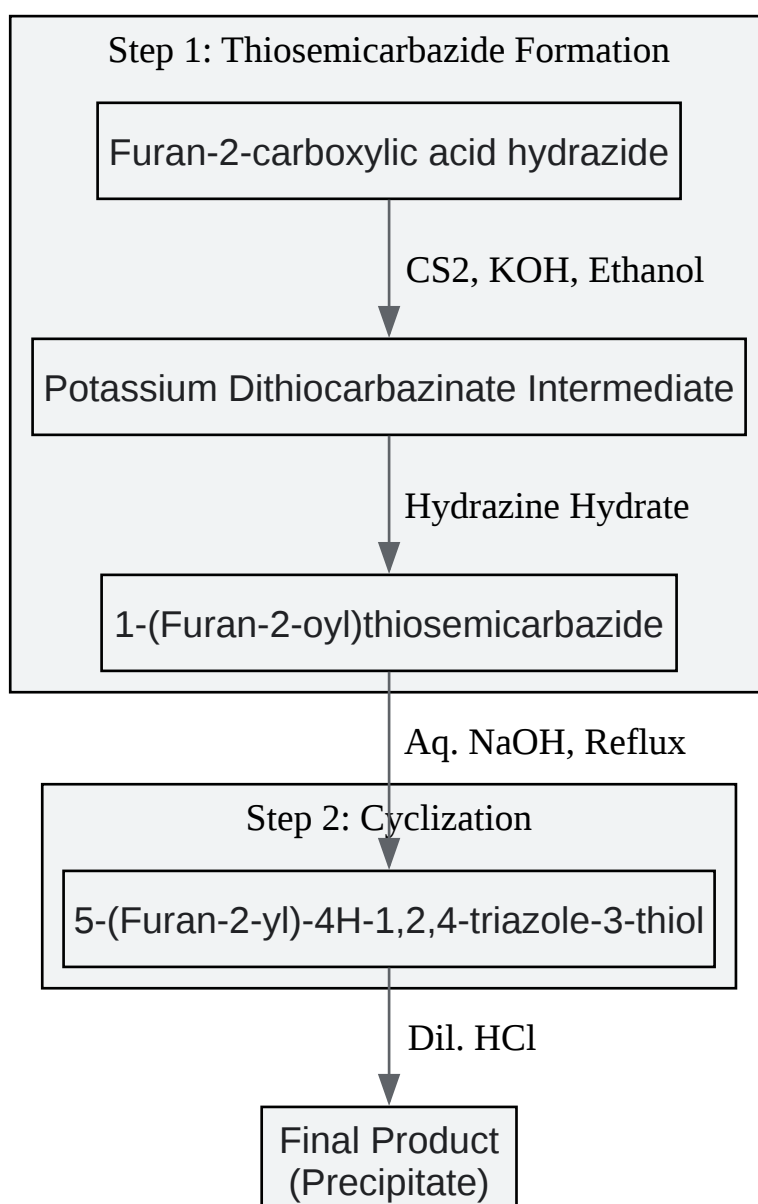 Step 1: Thiosemicarbazide Formation
Furan-2-carboxylic acid hydrazide
CS2, KOH, Ethanol
Potassium Dithiocarbazinate Intermediate
Hydrazine Hydrate
1-(Furan-2-oyl)thiosemicarbazide
Aq. NaOH, Reflux
Step 2: Cyclization
5-(Furan-2-yl)-4H-1,2,4-triazole-3-thiol
Dil. HCl
Final Product
(Precipitate)